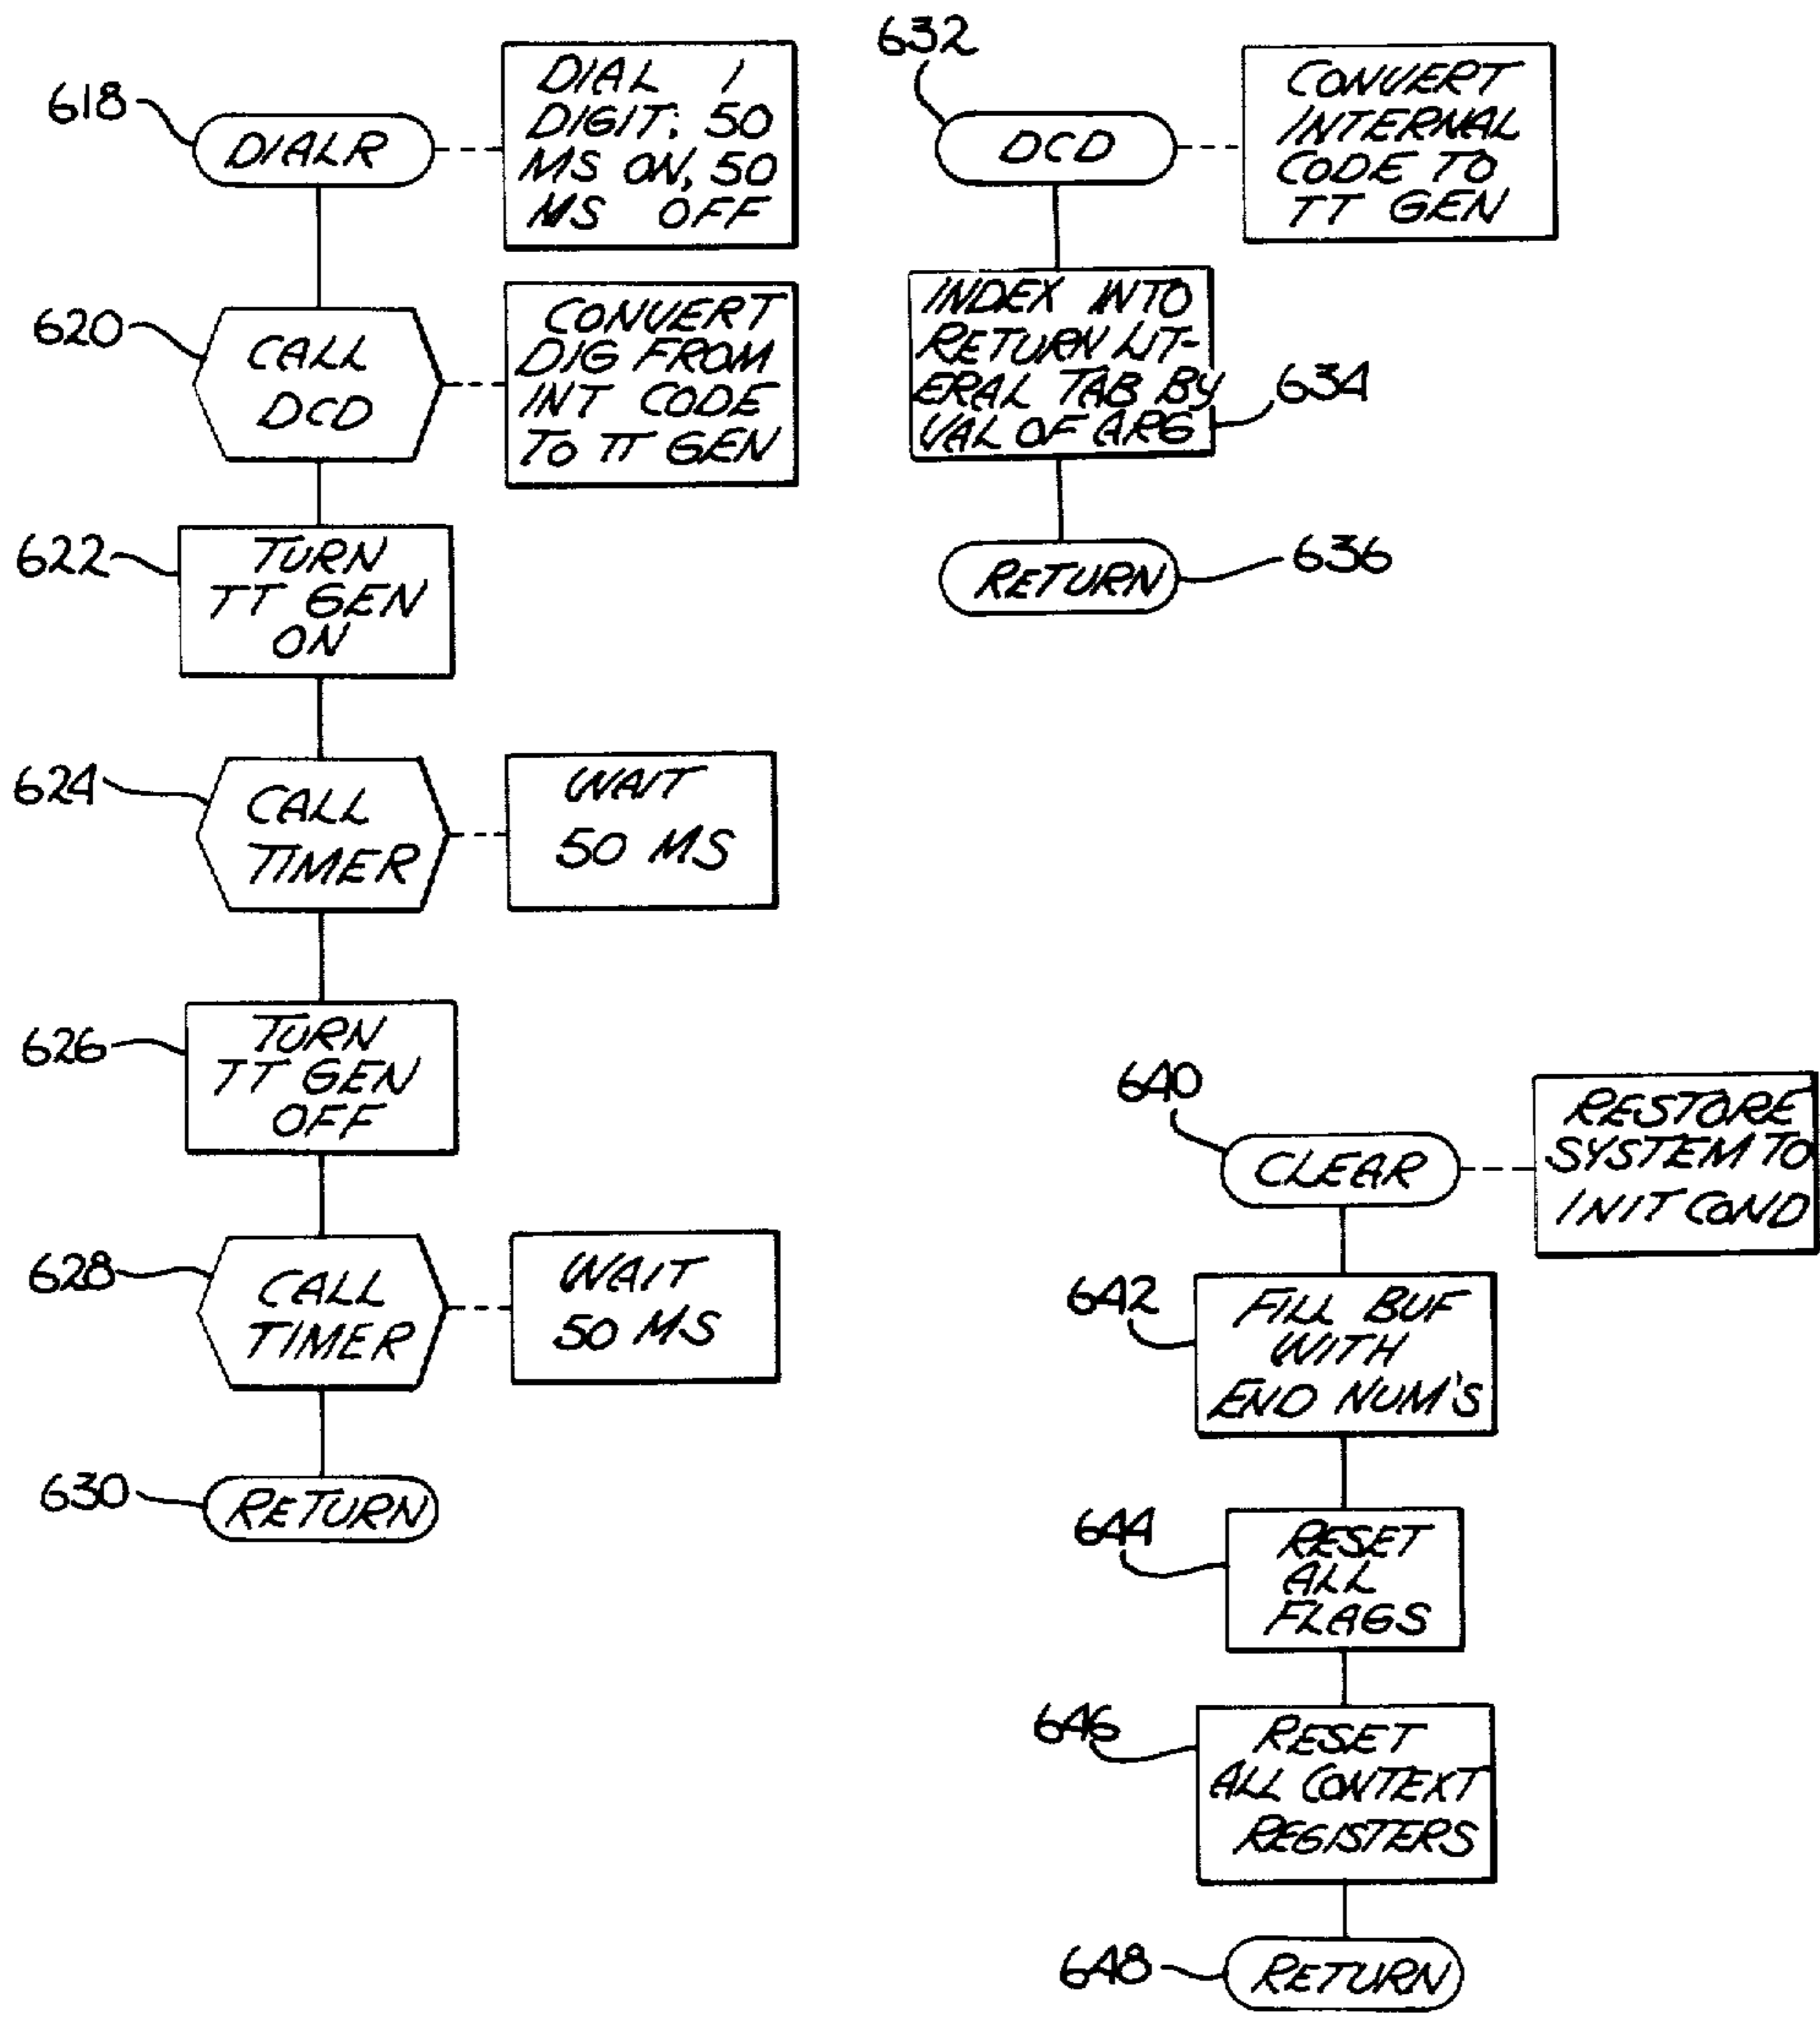 618
DIALR
DIAL 1
DIGIT: 50
MS ON, 50
MS OFF
620
CALL
DCD
CONVERT
DIG FROM
INT CODE
TO TT GEN
622
TURN
TT GEN
ON
624
CALL
TIMER
WAIT
50 MS
626
TURN
TT GEN
OFF
628
CALL
TIMER
WAIT
50 MS
630
RETURN
632
DCD
CONVERT
INTERNAL
CODE TO
TT GEN
INDEX INTO
RETURN LIT-
ERAL TAB BY
VAL OF ARG
634
RETURN
636
640
CLEAR
RESTORE
SYSTEM TO
INIT COND
642
FILL BUF
WITH
END NUM'S
644
RESET
ALL
FLAGS
646
RESET
ALL CONTEXT
REGISTERS
648
RETURN